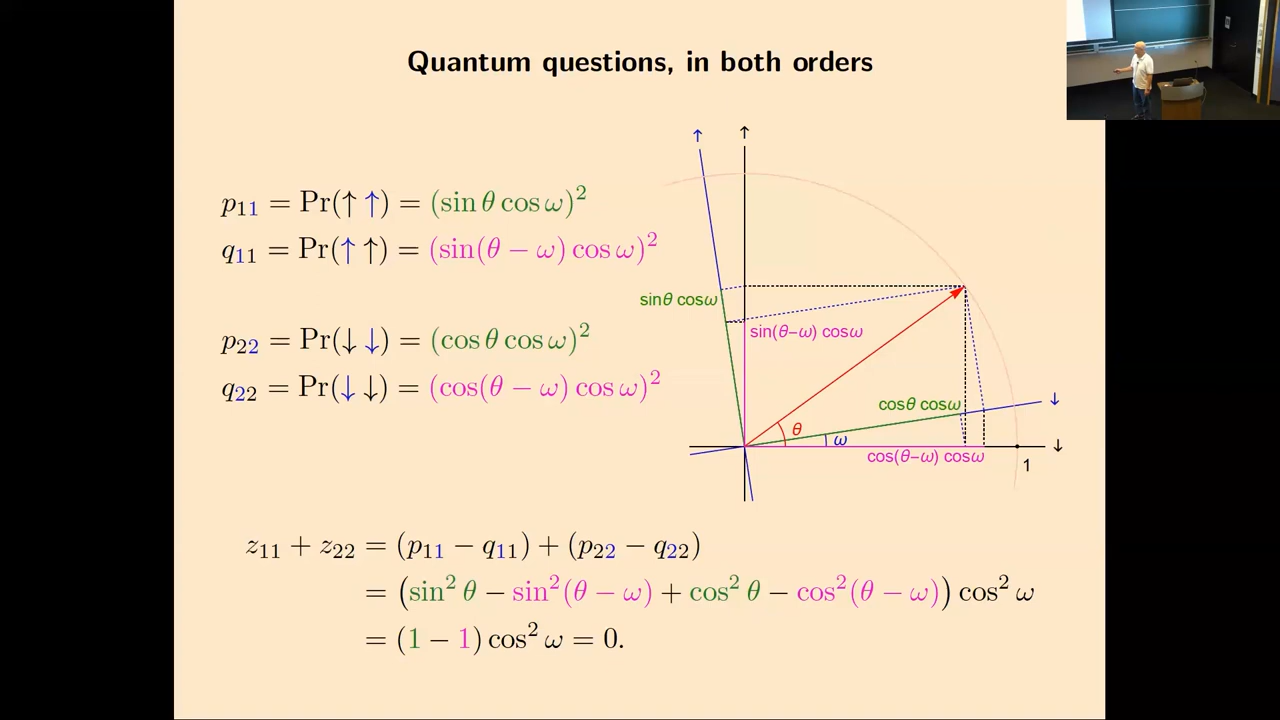 Quantum questions, in both orders
p₁₁ = Pr(↑ ↑) = (sin θ cos ω)²
q₁₁ = Pr(↑ ↑) = (sin(θ − ω) cos ω)²
p₂₂ = Pr(↓ ↓) = (cos θ cos ω)²
q₂₂ = Pr(↓ ↓) = (cos(θ − ω) cos ω)²
↑ ↑
sinθ cosω
sin(θ−ω) cosω
cosθ cosω
↓
θ
ω
↓
cos(θ−ω) cosω
1
z₁₁ + z₂₂ = (p₁₁ − q₁₁) + (p₂₂ − q₂₂)
= (sin² θ − sin²(θ − ω) + cos² θ − cos²(θ − ω)) cos² ω
= (1 − 1) cos² ω = 0.